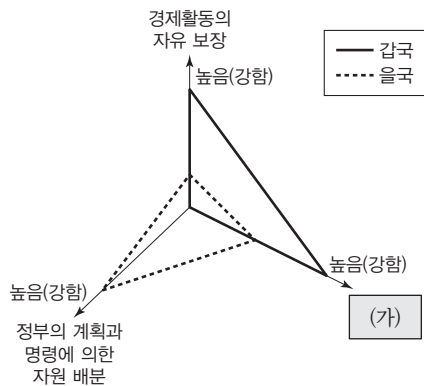 경제활동의
자유 보장
높음(강함)
갑국
을국
높음(강함)
(가)
높음(강함)
정부의 계획과
명령에 의한
자원 배분